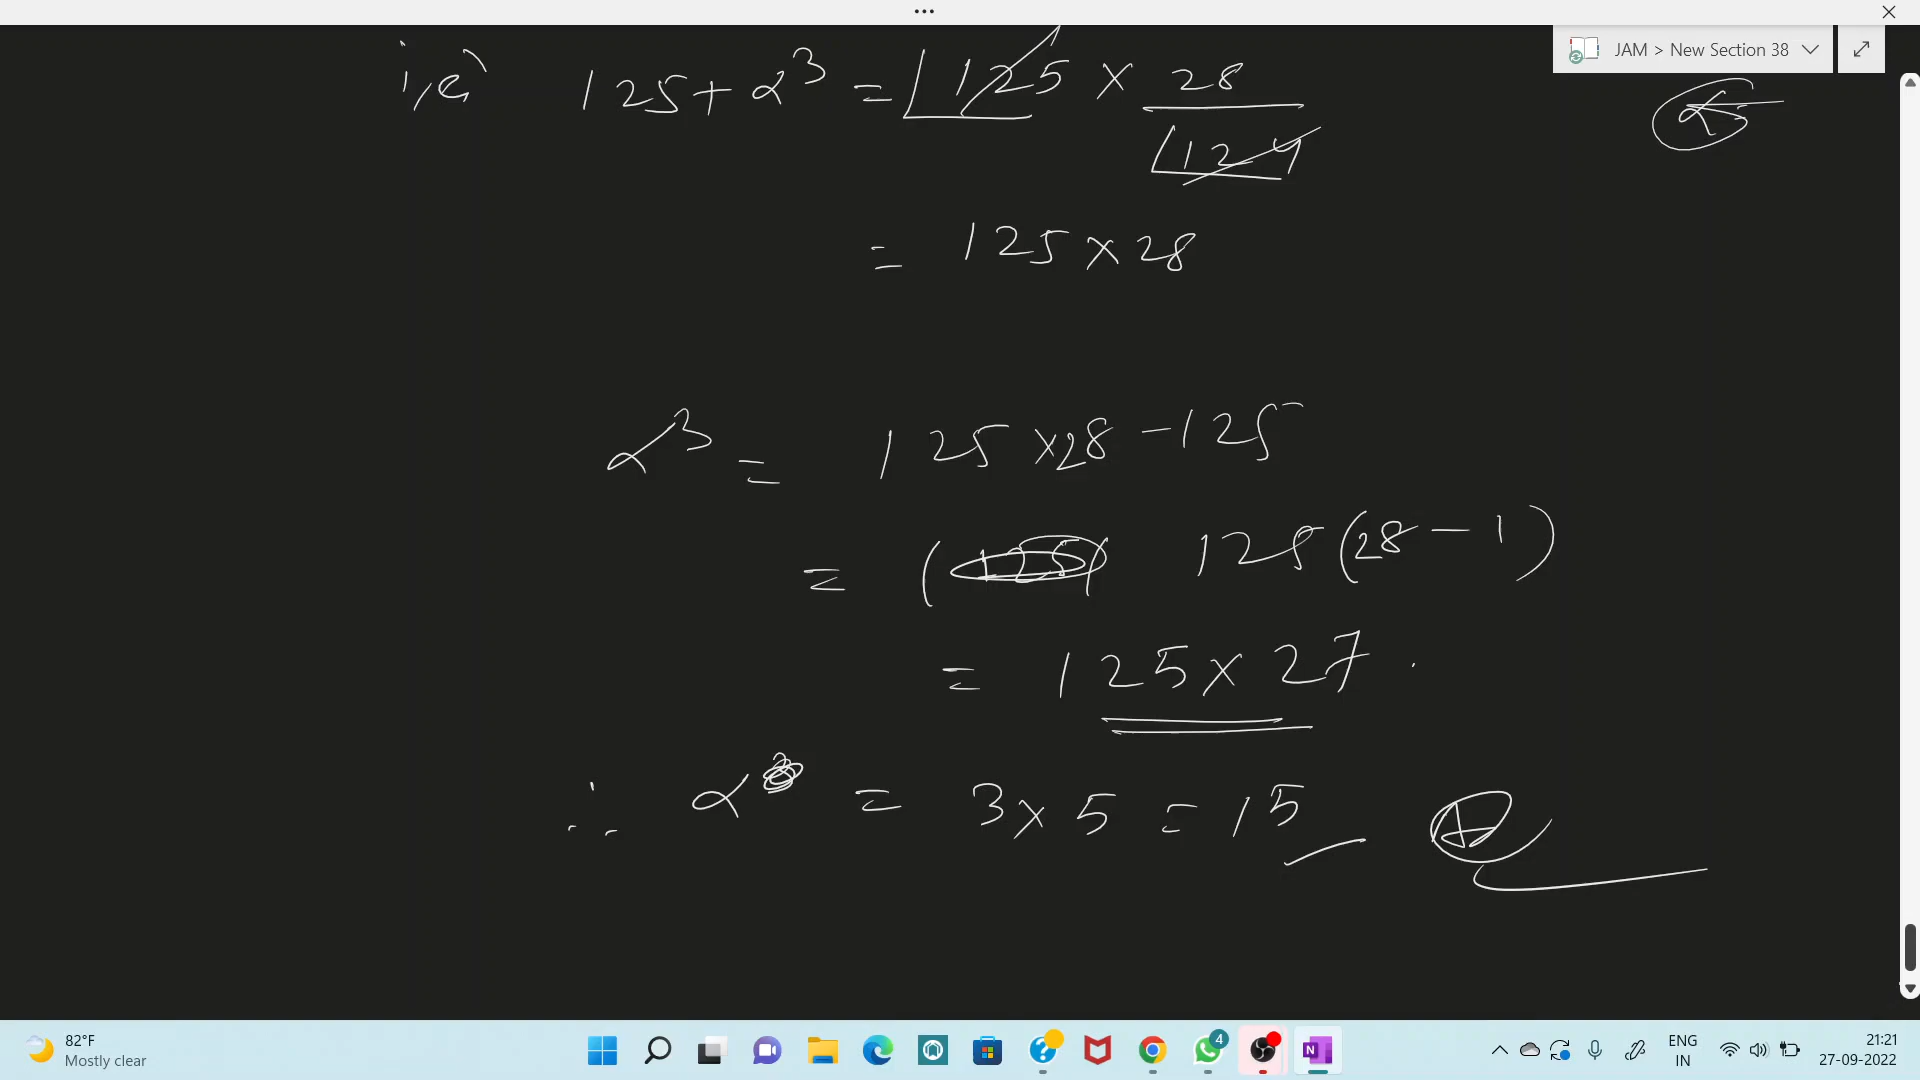 JAM > New Section 38
i,e) 125 + α³ = ⌊125 × 28
⌊124
= 125 × 28
α³ = 125 × 28 - 125
= 125 (28 - 1)
= 125 × 27
∴ α = 3 × 5 = 15
82°F
Mostly clear
4
ENG
IN
21:21
27-09-2022